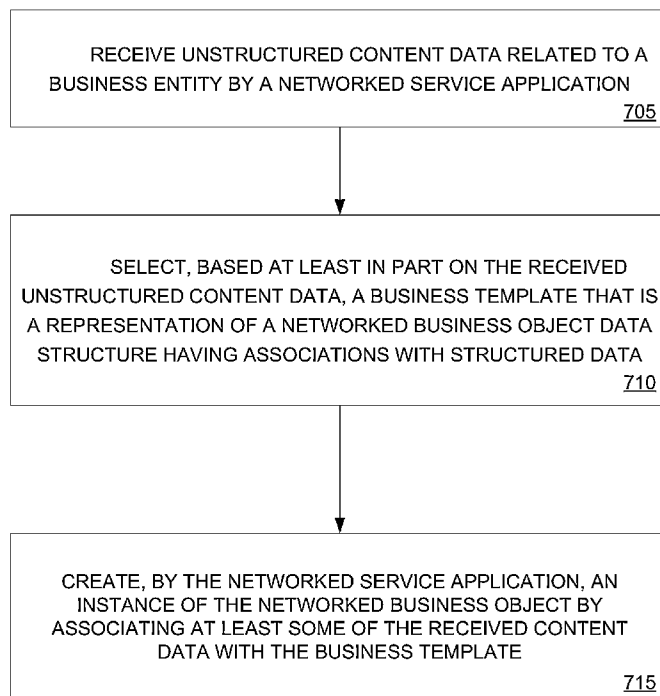 RECEIVE UNSTRUCTURED CONTENT DATA RELATED TO A
BUSINESS ENTITY BY A NETWORKED SERVICE APPLICATION
705
SELECT, BASED AT LEAST IN PART ON THE RECEIVED
UNSTRUCTURED CONTENT DATA, A BUSINESS TEMPLATE THAT IS
A REPRESENTATION OF A NETWORKED BUSINESS OBJECT DATA
STRUCTURE HAVING ASSOCIATIONS WITH STRUCTURED DATA
710
CREATE, BY THE NETWORKED SERVICE APPLICATION, AN
INSTANCE OF THE NETWORKED BUSINESS OBJECT BY
ASSOCIATING AT LEAST SOME OF THE RECEIVED CONTENT
DATA WITH THE BUSINESS TEMPLATE
715